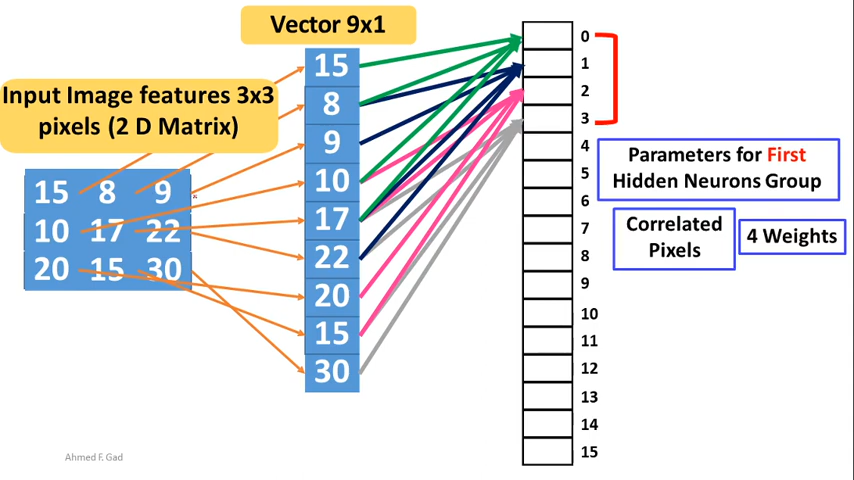 Vector 9x1
Input Image features 3x3
pixels (2 D Matrix)
15 8 9
10 17 22
20 15 30
15
8
9
10
17
22
20
15
30
0
1
2
3
4
5
6
7
8
9
10
11
12
13
14
15
Parameters for First
Hidden Neurons Group
Correlated
Pixels
4 Weights
Ahmed F. Gad